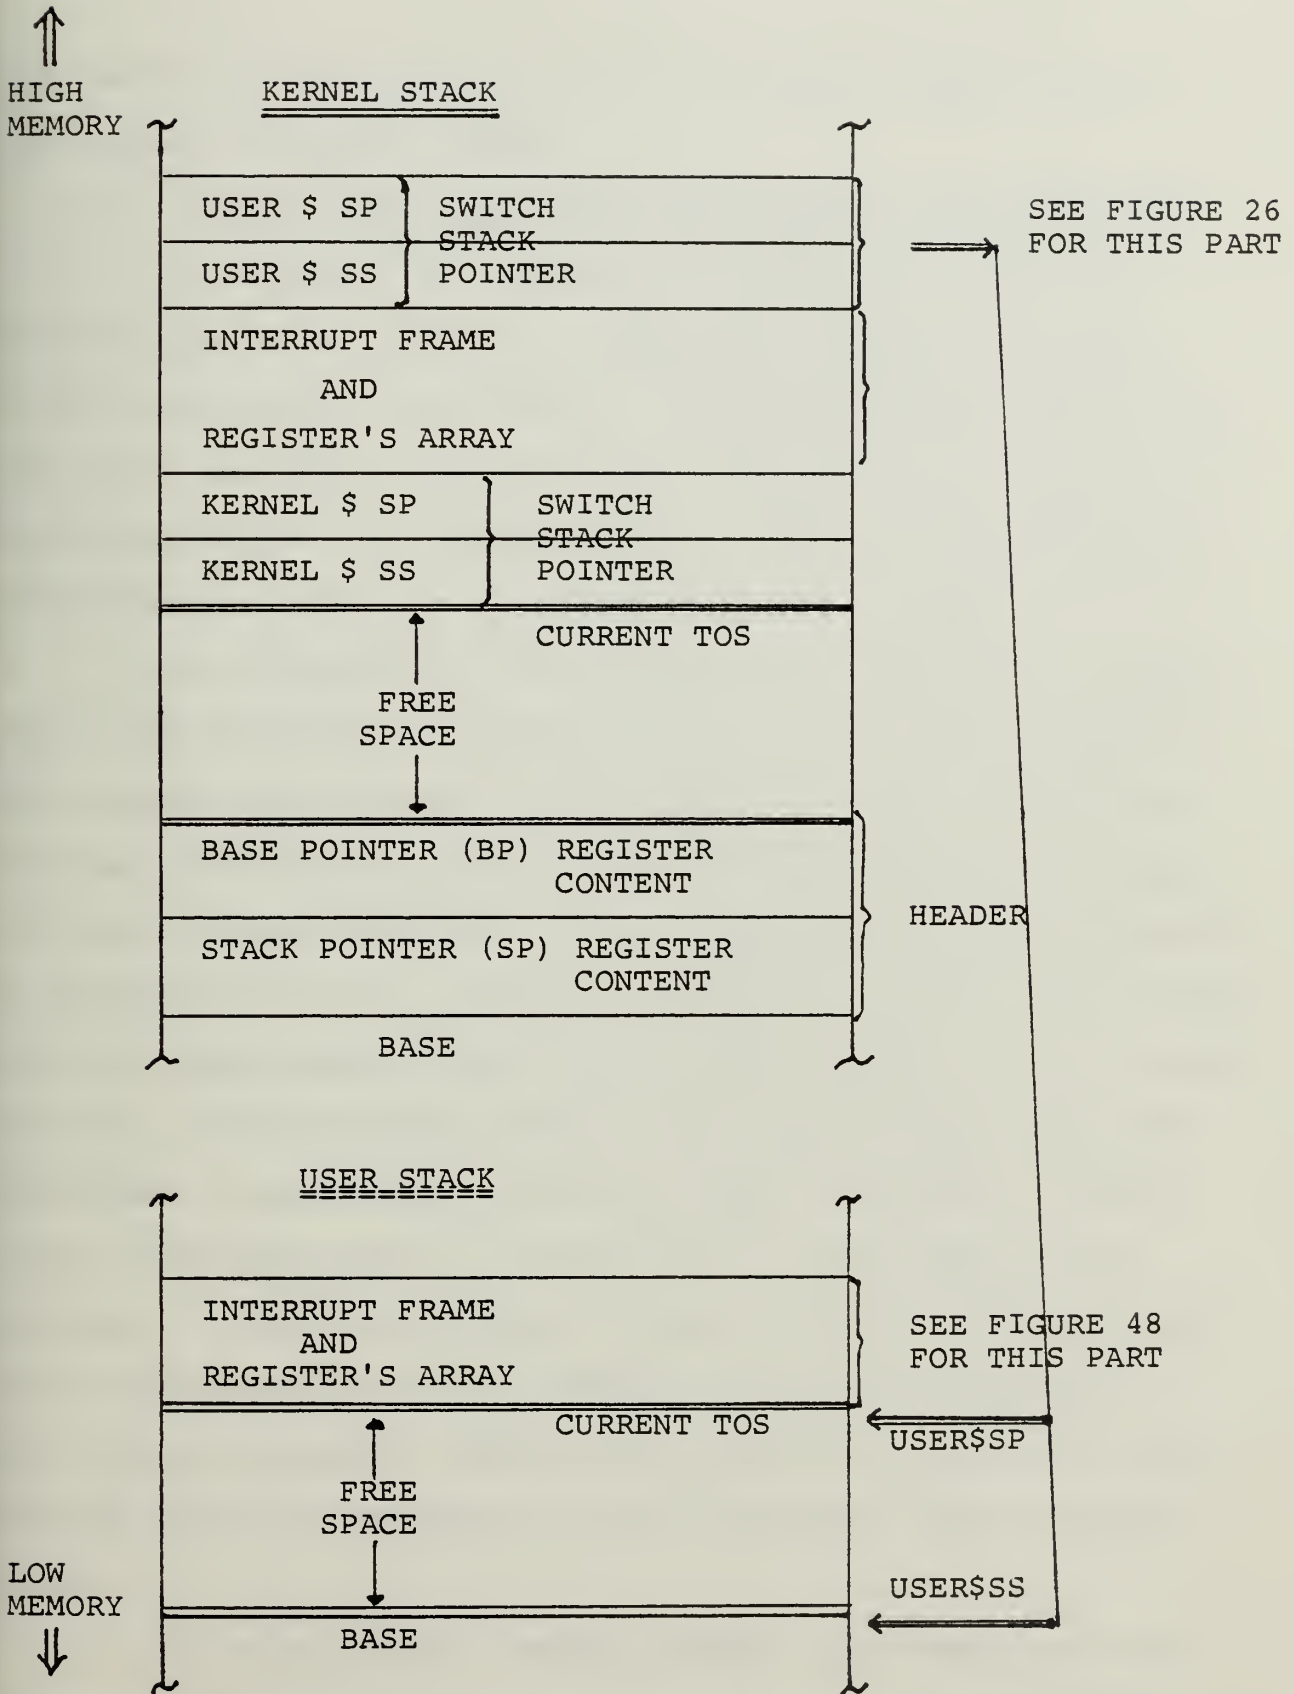 HIGH
MEMORY
KERNEL STACK
USER $ SP
SWITCH
STACK
USER $ SS
POINTER
SEE FIGURE 26
FOR THIS PART
INTERRUPT FRAME
AND
REGISTER'S ARRAY
KERNEL $ SP
SWITCH
STACK
KERNEL $ SS
POINTER
CURRENT TOS
FREE
SPACE
BASE POINTER (BP) REGISTER
CONTENT
HEADER
STACK POINTER (SP) REGISTER
CONTENT
BASE
USER STACK
INTERRUPT FRAME
AND
REGISTER'S ARRAY
SEE FIGURE 48
FOR THIS PART
CURRENT TOS
USER$SP
FREE
SPACE
LOW
MEMORY
USER$SS
BASE